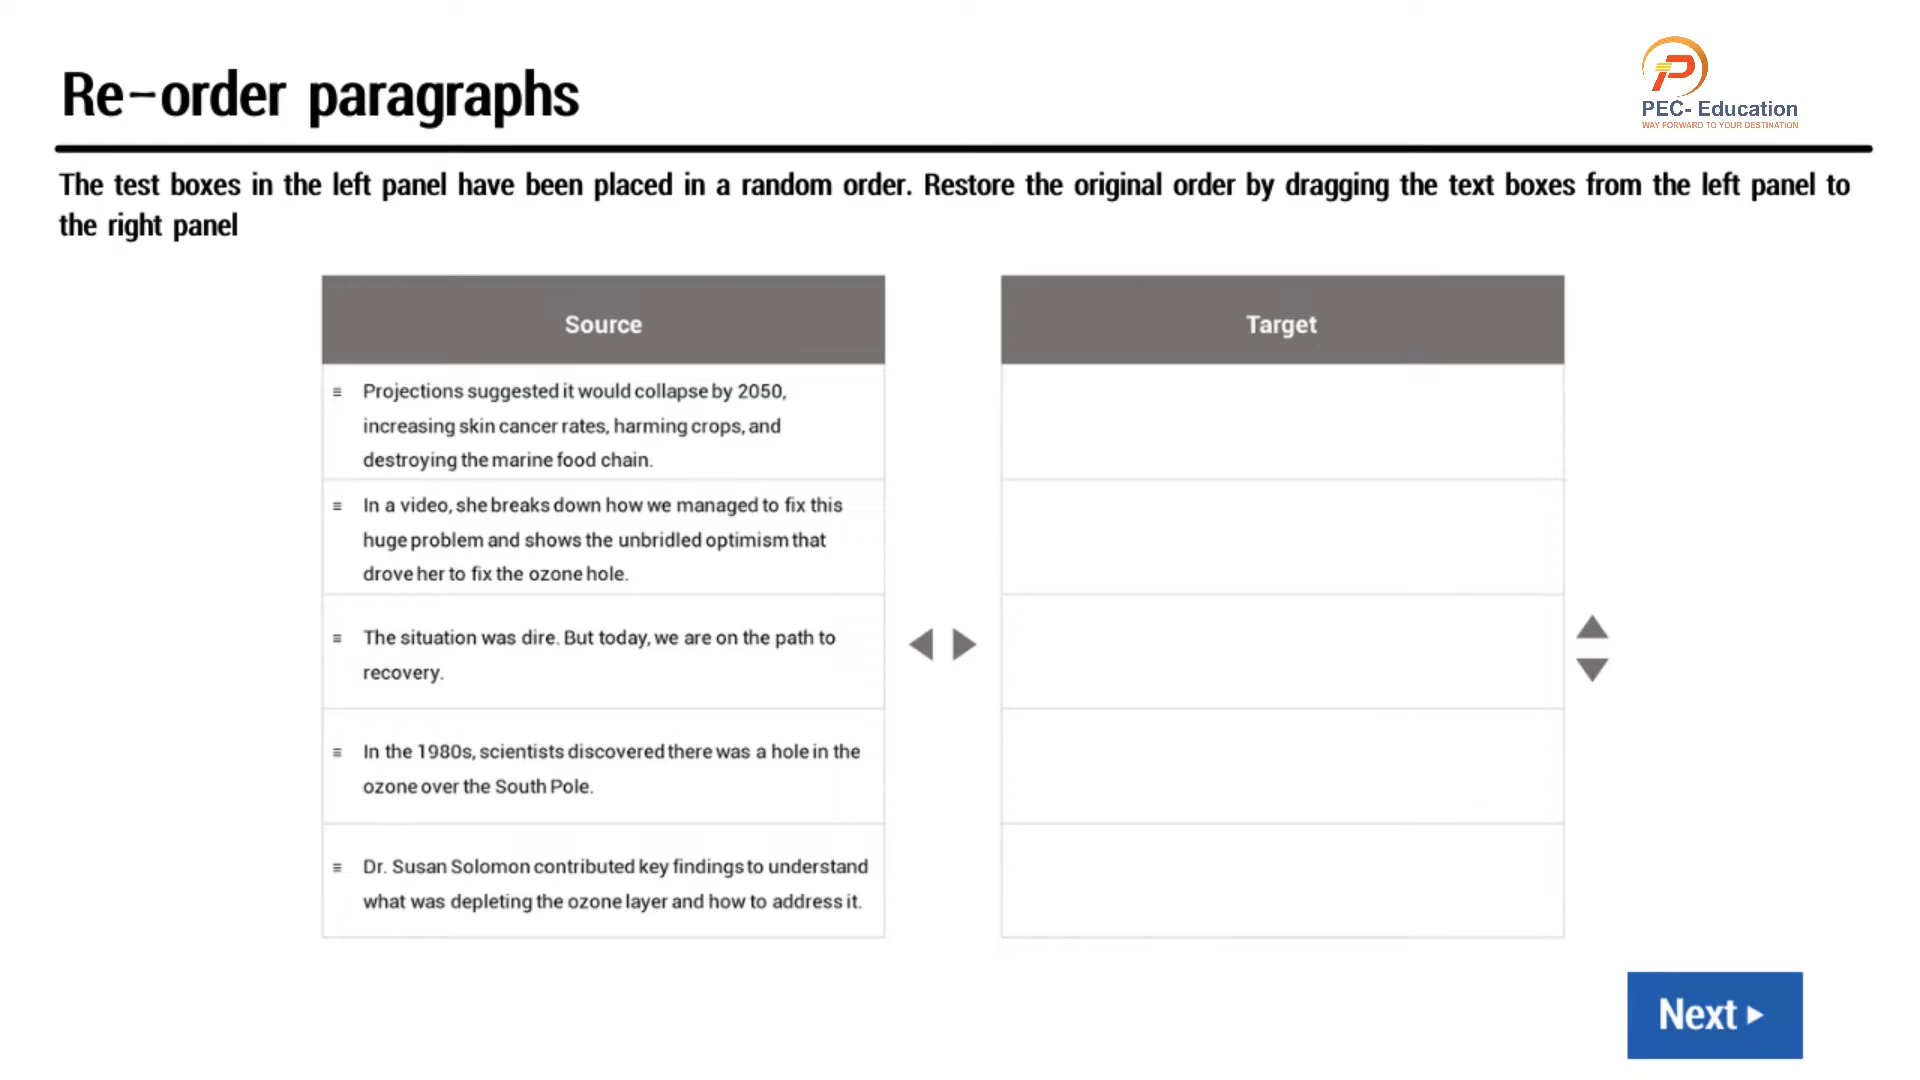 Re-order paragraphs
PEC- Education
WAY FORWARD TO YOUR DESTINATION
The test boxes in the left panel have been placed in a random order. Restore the original order by dragging the text boxes from the left panel to
the right panel
Source
Projections suggested it would collapse by 2050,
increasing skin cancer rates, harming crops, and
destroying the marine food chain.
In a video, she breaks down how we managed to fix this
huge problem and shows the unbridled optimism that
drove her to fix the ozone hole.
The situation was dire. But today, we are on the path to
recovery.
In the 1980s, scientists discovered there was a hole in the
ozone over the South Pole.
Dr. Susan Solomon contributed key findings to understand
what was depleting the ozone layer and how to address it.
Target
Next